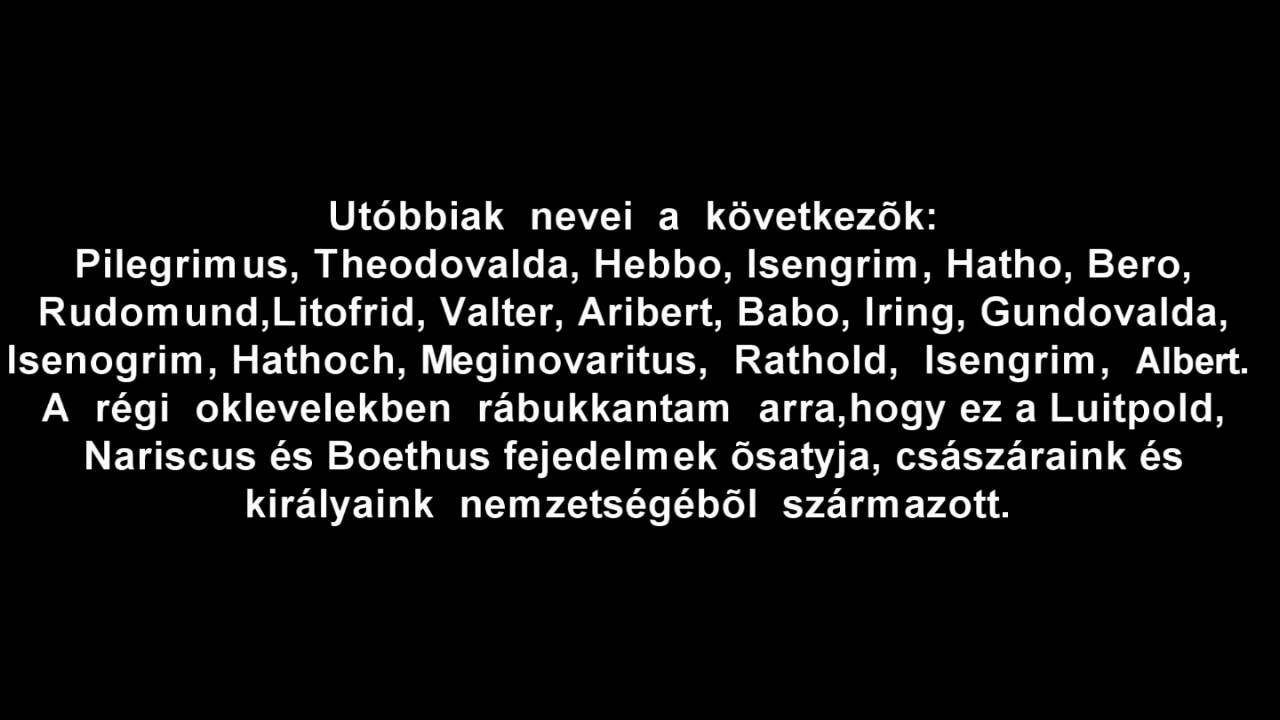 Utóbbiak nevei a következõk:
Pilegrimus, Theodovalda, Hebbo, Isengrim, Hatho, Bero,
Rudomund,Litofrid, Valter, Aribert, Babo, Iring, Gundovalda,
Isenogrim, Hathoch, Meginovaritus, Rathold, Isengrim, Albert.
A régi oklevelekben rábukkantam arra,hogy ez a Luitpold,
Nariscus és Boethus fejedelmek õsatyja, császáraink és
királyaink nemzetségébõl származott.